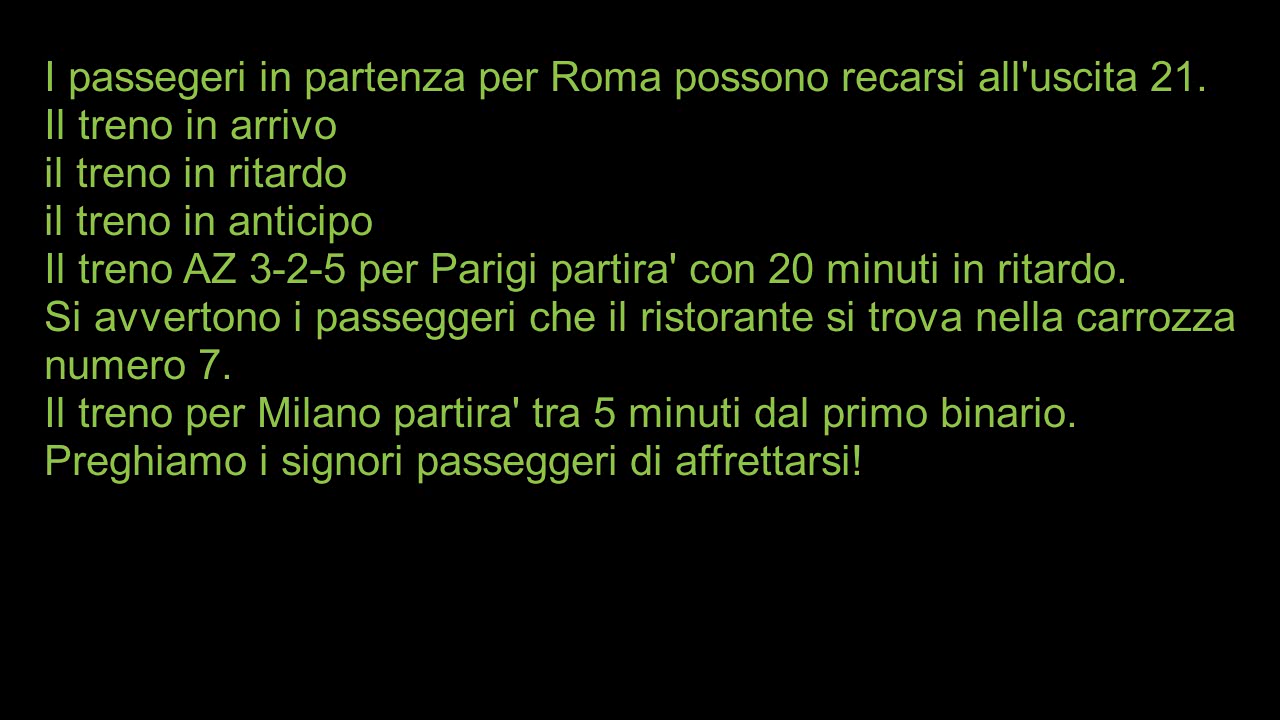 I passegeri in partenza per Roma possono recarsi all'uscita 21.
Il treno in arrivo
il treno in ritardo
il treno in anticipo
Il treno AZ 3-2-5 per Parigi partira' con 20 minuti in ritardo.
Si avvertono i passeggeri che il ristorante si trova nella carrozza
numero 7.
Il treno per Milano partira' tra 5 minuti dal primo binario.
Preghiamo i signori passeggeri di affrettarsi!